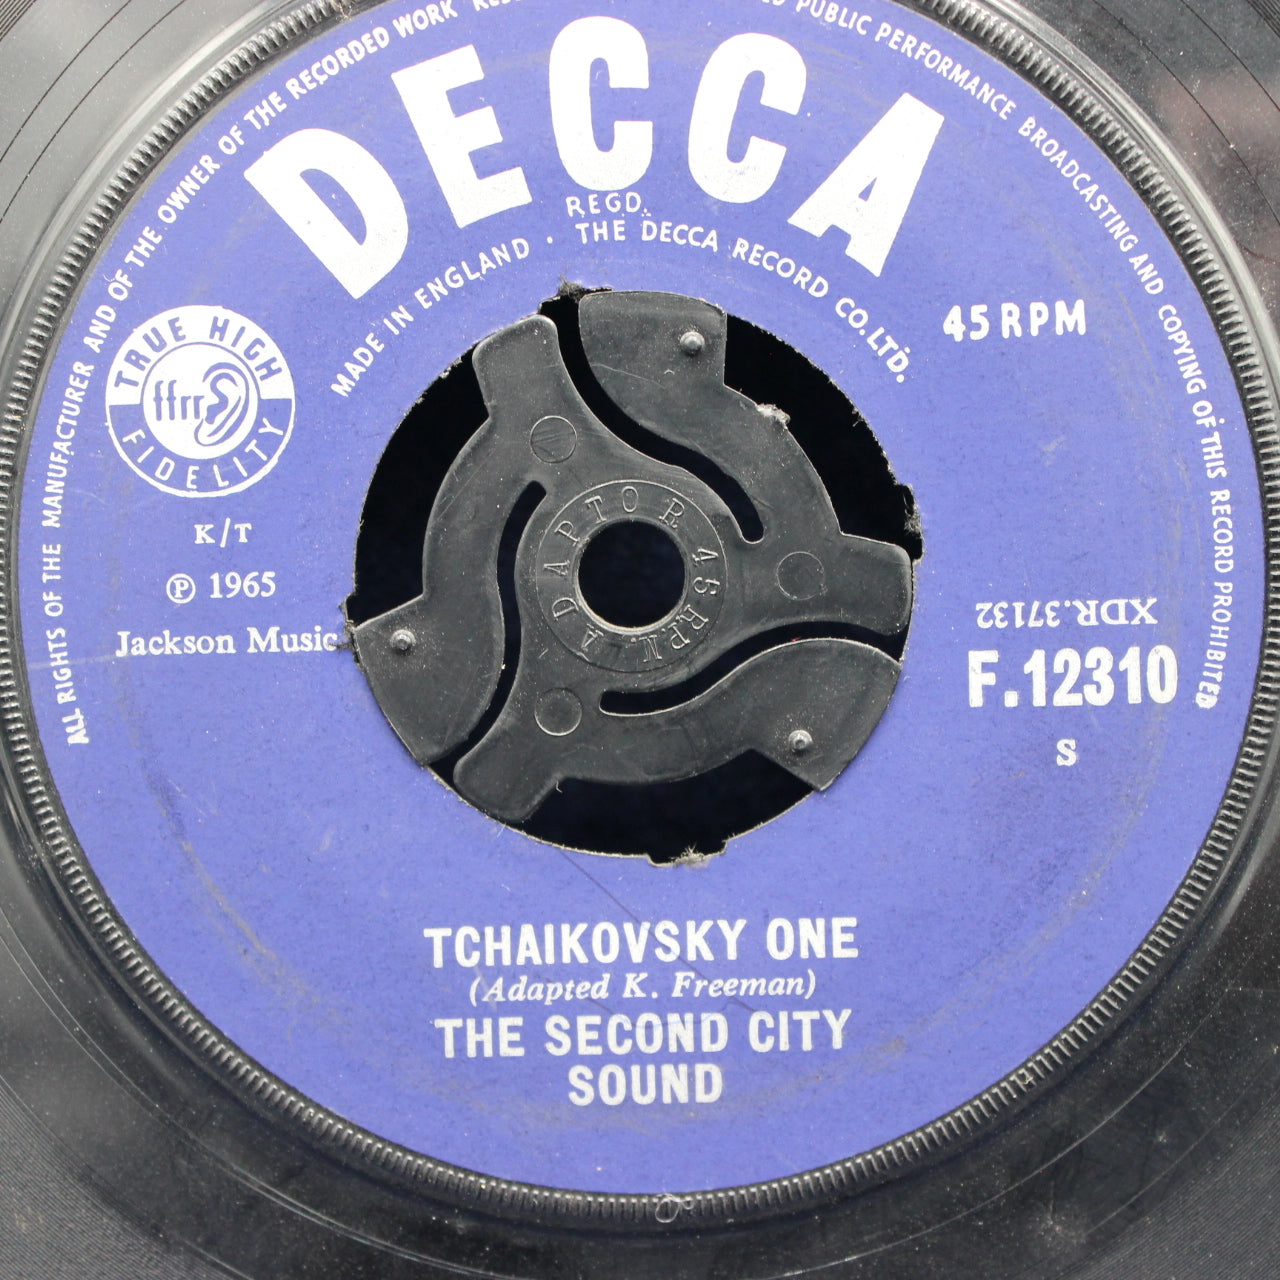 ALL RIGHTS OF THE MANUFACTURER AND OF THE OWNER OF THE RECORDED WORK
PUBLIC PERFORMANCE BROADCASTING AND COPYING OF THIS RECORD PROHIBITED
DECCA
REGD.
MADE IN ENGLAND · THE DECCA RECORD CO. LTD.
45 RPM
TRUE HIGH
ffrr
FIDELITY
K/T
℗ 1965
Jackson Music
ADAPTOR 45 R.P.M.
XDR.37132
F.12310
S
TCHAIKOVSKY ONE
(Adapted K. Freeman)
THE SECOND CITY
SOUND